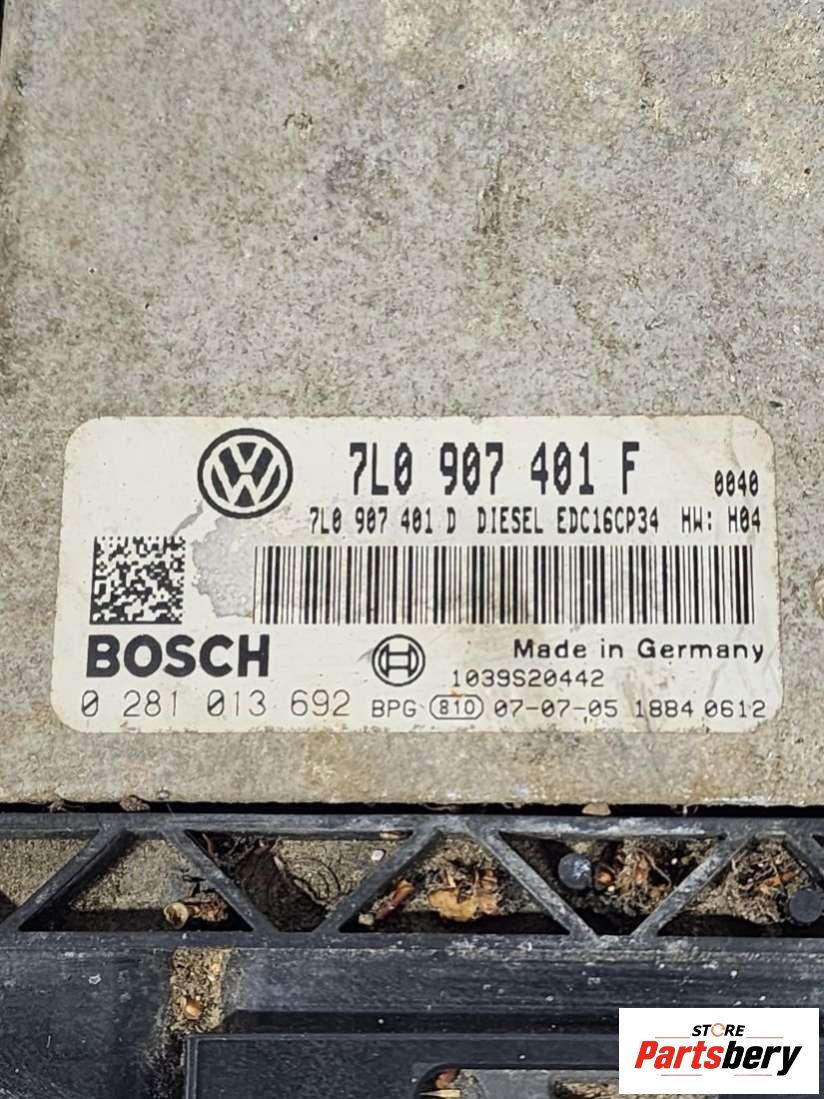 7L0 907 401 F 0040
7L0 907 401 D DIESEL EDC16CP34 HW: H04
BOSCH Made in Germany
1039S20442
0 281 013 692 BPG 810 07-07-05 1884 0612
STORE
Partsbery